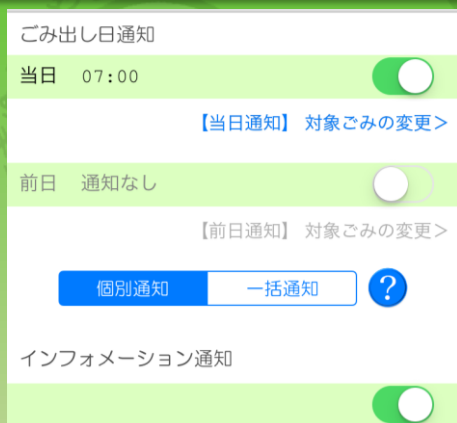 ごみ出し日通知
当日 07:00
【当日通知】 対象ごみの変更>
前日 通知なし
【前日通知】 対象ごみの変更>
個別通知 一括通知 ?
インフォメーション通知